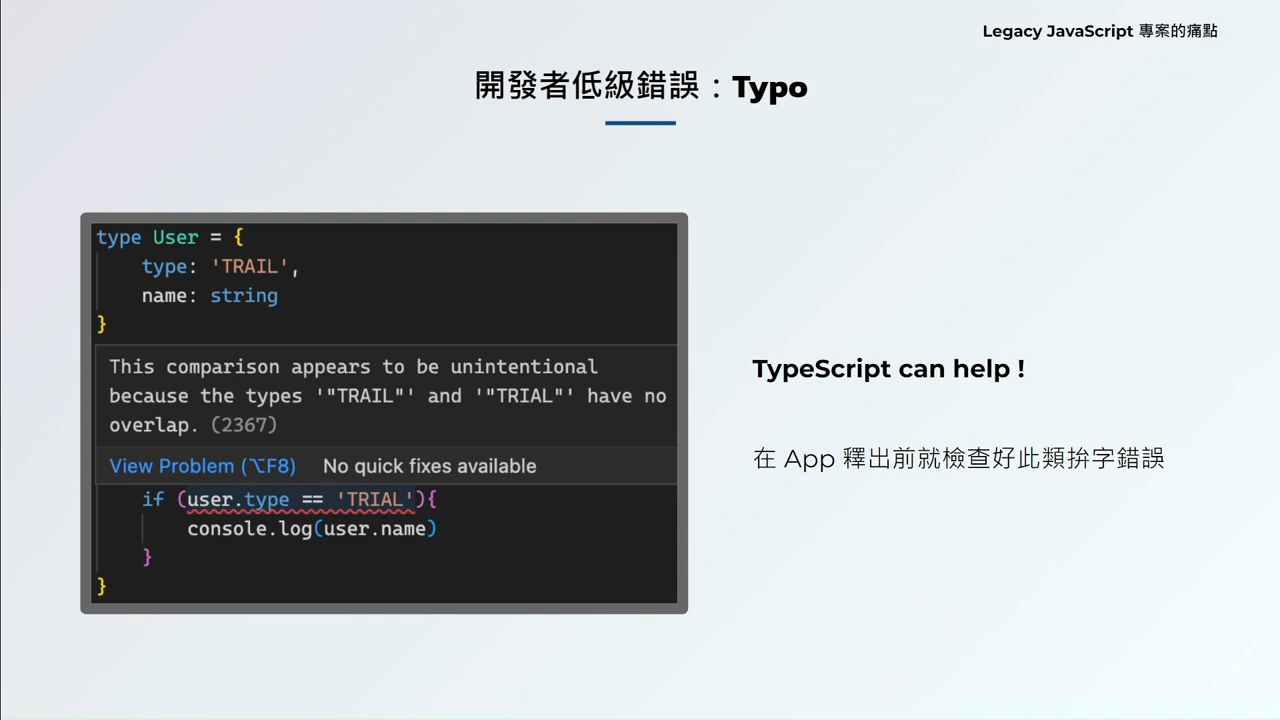 Legacy JavaScript 專案的痛點
開發者低級錯誤：Typo
type User = {
type: 'TRAIL',
name: string
}
This comparison appears to be unintentional
because the types '"TRAIL"' and '"TRIAL"' have no
overlap. (2367)
View Problem (⌥F8) No quick fixes available
if (user.type == 'TRIAL'){
console.log(user.name)
}
}
TypeScript can help !
在 App 釋出前就檢查好此類拚字錯誤